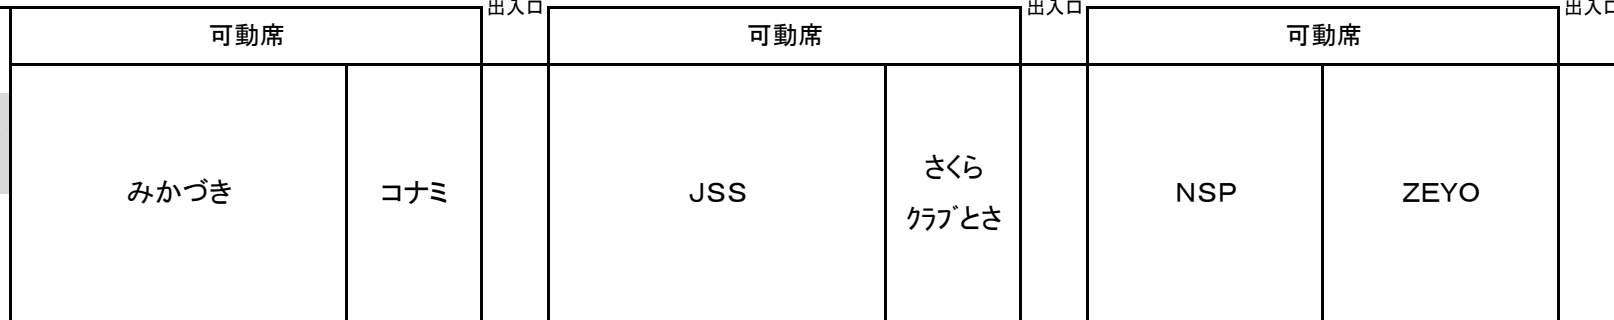 出入口
出入口
出入口
可動席
可動席
可動席
みかづき
コナミ
JSS
さくら
ｸﾗﾌﾞとさ
NSP
ZEYO